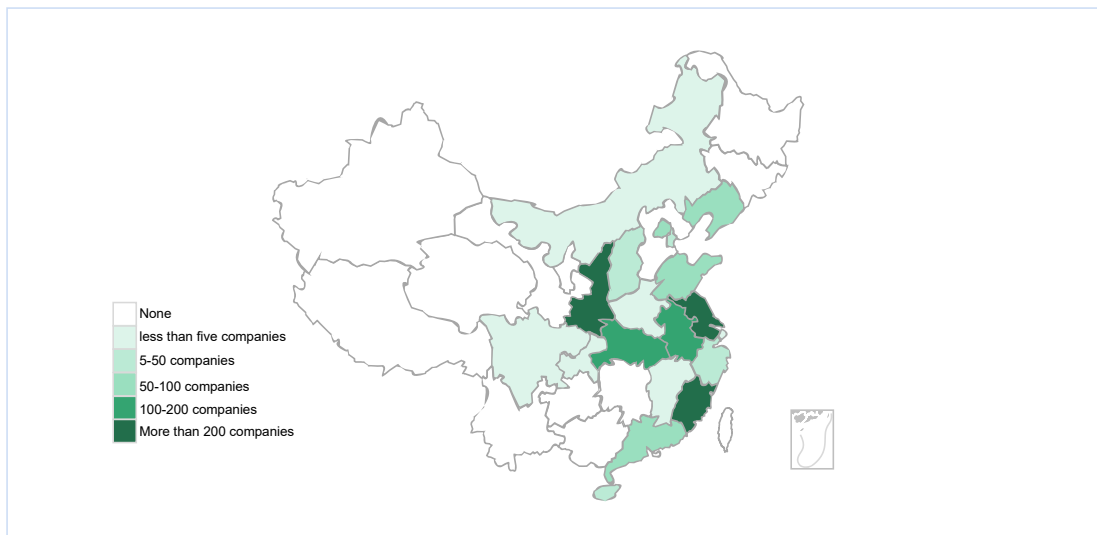 None
less than five companies
5-50 companies
50-100 companies
100-200 companies
More than 200 companies